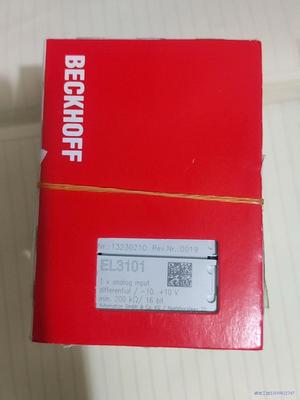 BECKHOFF
Nr.:13230210 Rev.Nr.:0019
EL3101
1 x analog input
differential / -10...+10 V
min. 200 kΩ/ 16 bit